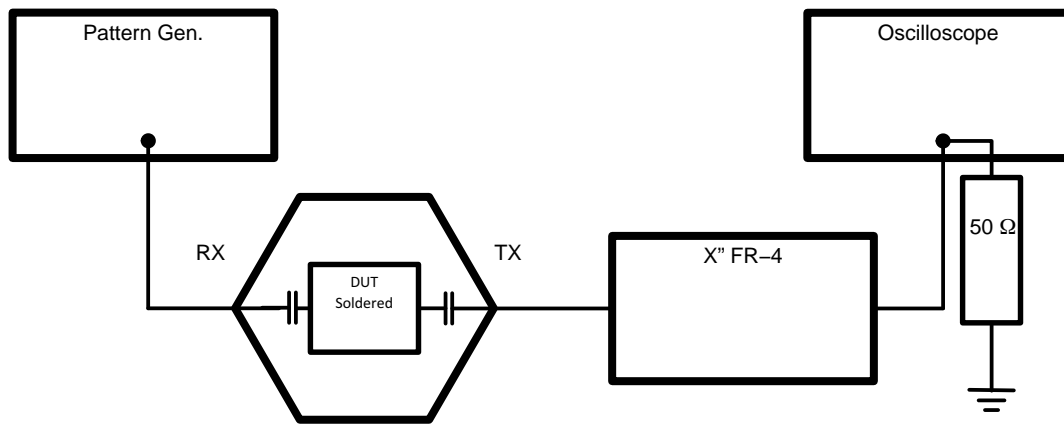 Pattern Gen.
Oscilloscope
RX
TX
DUT
Soldered
X” FR−4
50 Ω